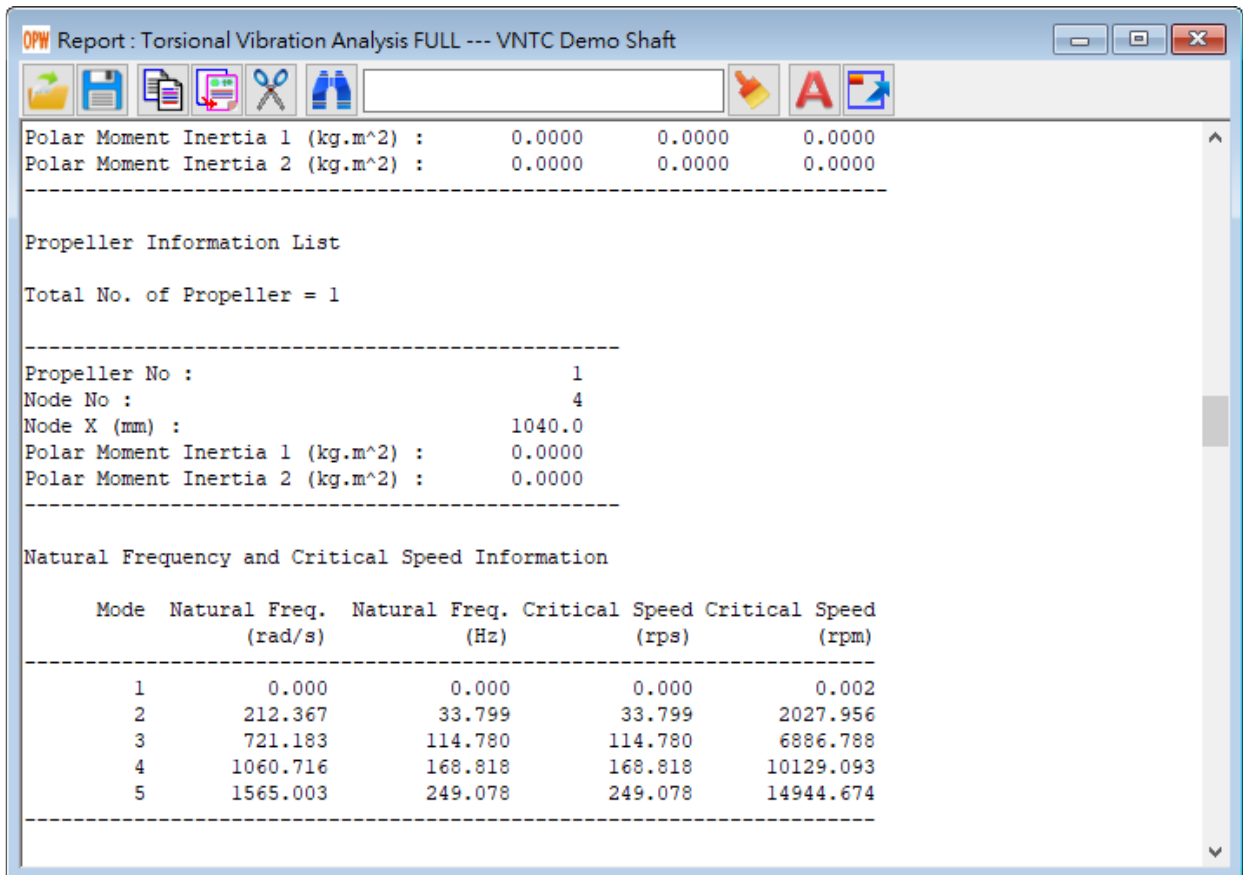 OPW Report : Torsional Vibration Analysis FULL --- VNTC Demo Shaft
A
Polar Moment Inertia 1 (kg.m^2) : 0.0000 0.0000 0.0000
Polar Moment Inertia 2 (kg.m^2) : 0.0000 0.0000 0.0000
-----------------------------------------------------------------------
Propeller Information List
Total No. of Propeller = 1
-------------------------------------------------
Propeller No : 1
Node No : 4
Node X (mm) : 1040.0
Polar Moment Inertia 1 (kg.m^2) : 0.0000
Polar Moment Inertia 2 (kg.m^2) : 0.0000
-------------------------------------------------
Natural Frequency and Critical Speed Information
Mode Natural Freq. Natural Freq. Critical Speed Critical Speed
(rad/s) (Hz) (rps) (rpm)
----------------------------------------------------------------------
1 0.000 0.000 0.000 0.002
2 212.367 33.799 33.799 2027.956
3 721.183 114.780 114.780 6886.788
4 1060.716 168.818 168.818 10129.093
5 1565.003 249.078 249.078 14944.674
----------------------------------------------------------------------